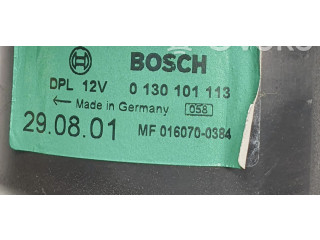 BOSCH
DPL 12V 0 130 101 113
Made in Germany 058
29.08.01 MF 016070-0384